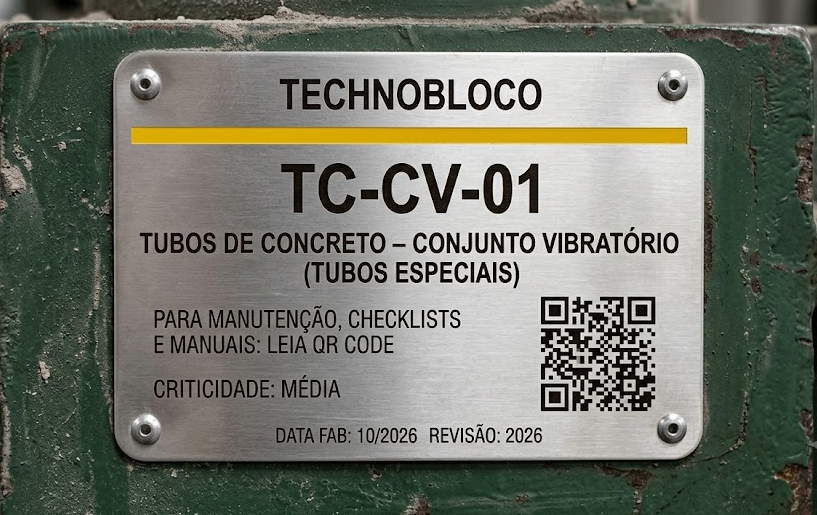 TECHNOBLOCO
TC-CV-01
TUBOS DE CONCRETO – CONJUNTO VIBRATÓRIO
(TUBOS ESPECIAIS)
PARA MANUTENÇÃO, CHECKLISTS
E MANUAIS: LEIA QR CODE
CRITICIDADE: MÉDIA
DATA FAB: 10/2026 REVISÃO: 2026